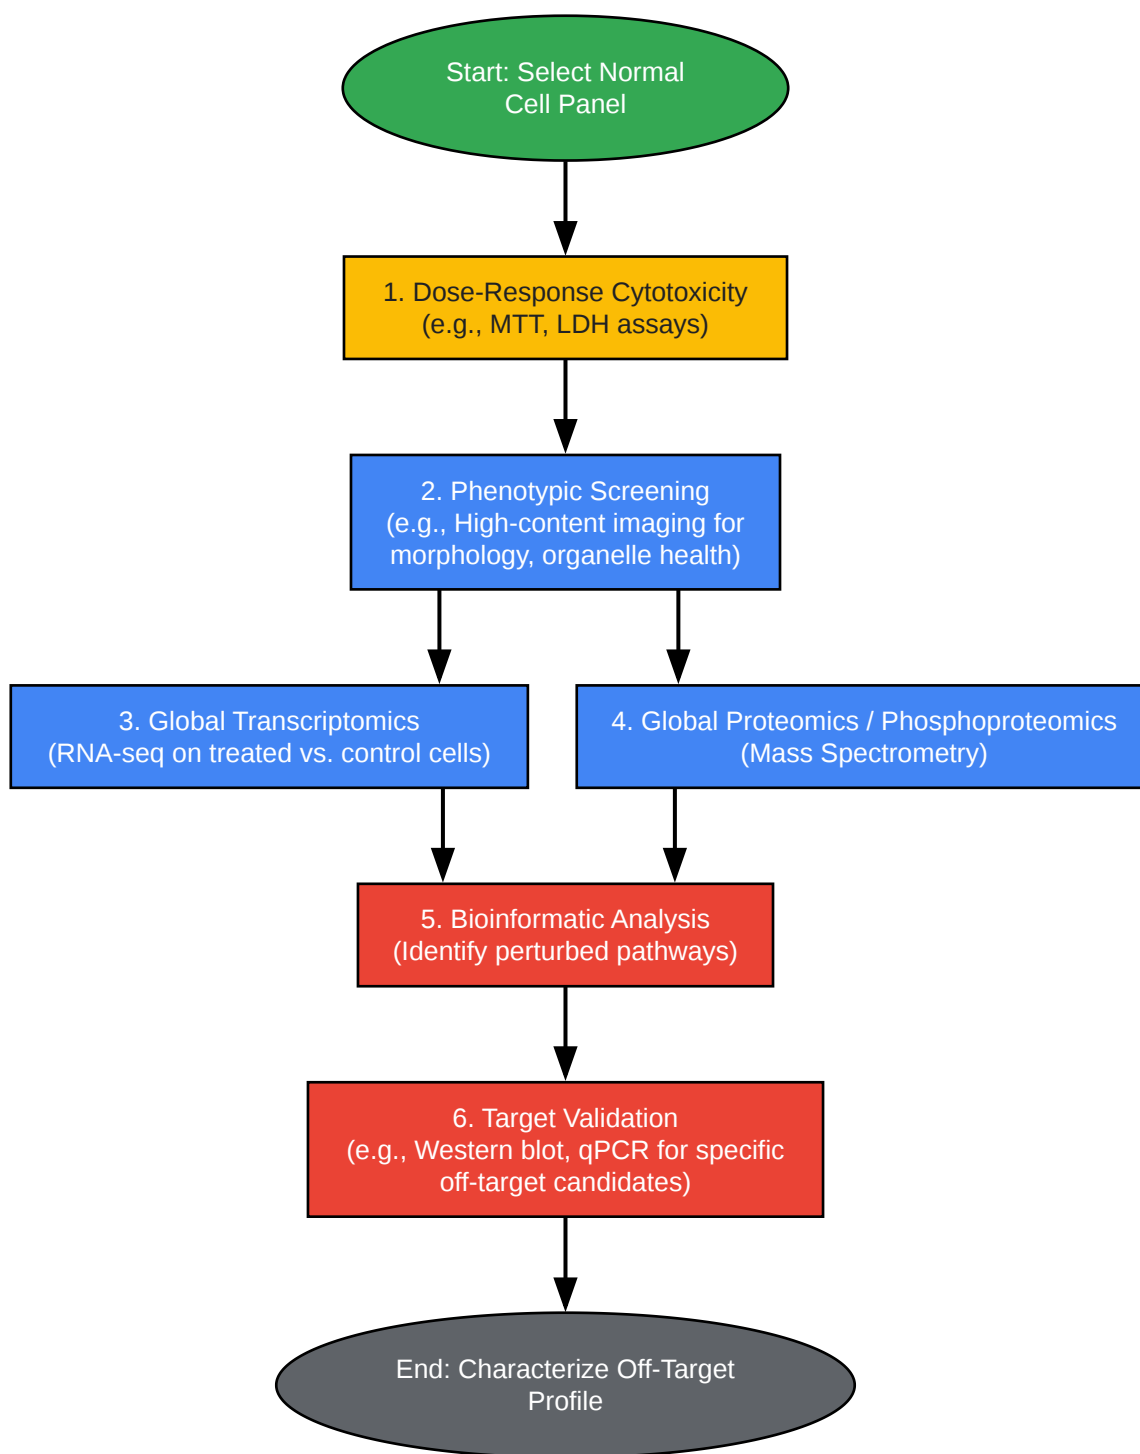 Start: Select Normal
Cell Panel
1. Dose-Response Cytotoxicity
(e.g., MTT, LDH assays)
2. Phenotypic Screening
(e.g., High-content imaging for
morphology, organelle health)
3. Global Transcriptomics
(RNA-seq on treated vs. control cells)
4. Global Proteomics / Phosphoproteomics
(Mass Spectrometry)
5. Bioinformatic Analysis
(Identify perturbed pathways)
6. Target Validation
(e.g., Western blot, qPCR for specific
off-target candidates)
End: Characterize Off-Target
Profile